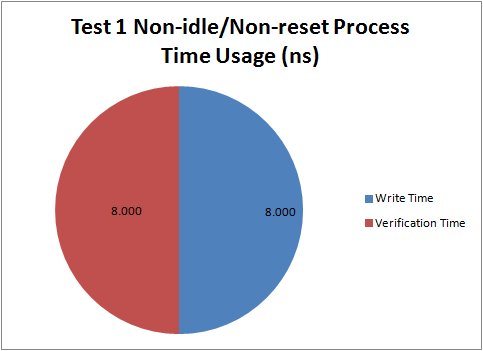 Test 1 Non-idle/Non-reset Process
Time Usage (ns)
8.000
8.000
Write Time
Verification Time